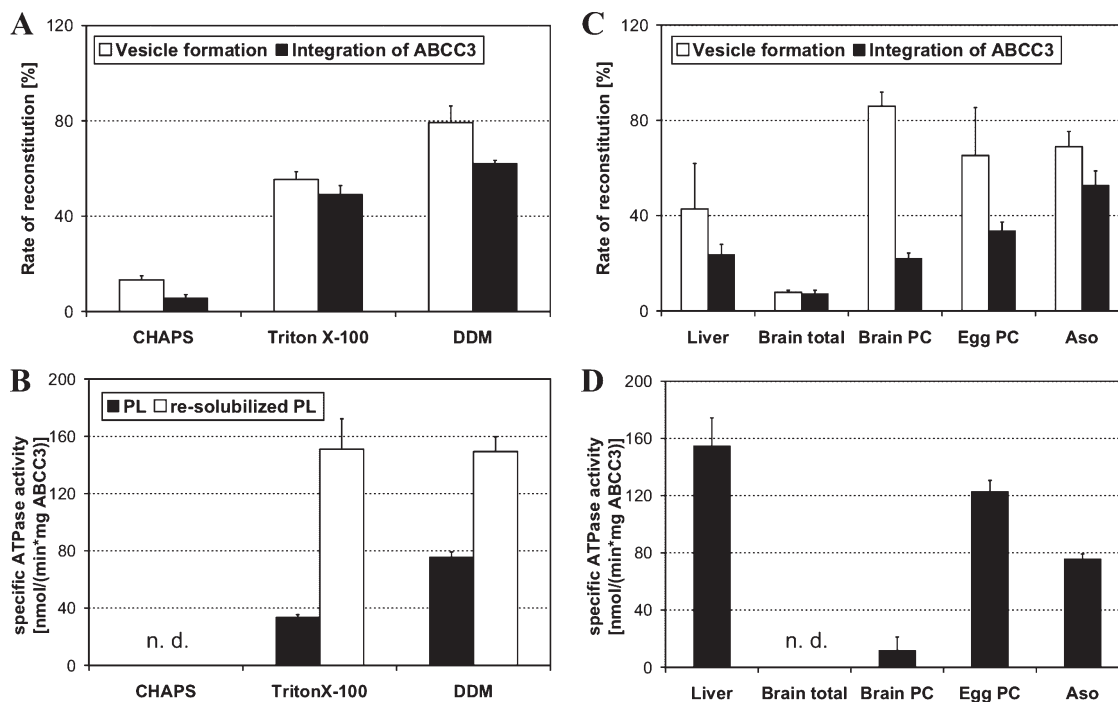 A
Vesicle formation Integration of ABCC3
Rate of reconstitution [%]
120
80
40
0
CHAPS Triton X-100 DDM
B
PL re-solubilized PL
specific ATPase activity
[nmol/(min*mg ABCC3)]
200
160
120
80
40
0
n. d.
CHAPS TritonX-100 DDM
C
Vesicle formation Integration of ABCC3
Rate of reconstitution [%]
120
80
40
0
Liver Brain total Brain PC Egg PC Aso
D
specific ATPase activity
[nmol/(min*mg ABCC3)]
200
160
120
80
40
0
n. d.
Liver Brain total Brain PC Egg PC Aso